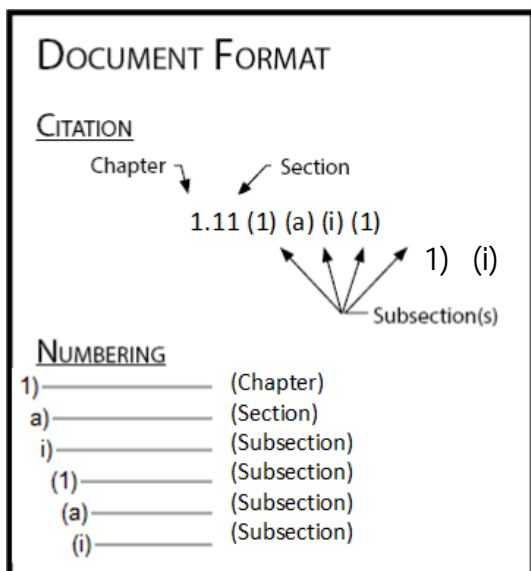 DOCUMENT FORMAT
CITATION
Chapter Section
1.11 (1) (a) (i) (1)
1) (i)
Subsection(s)
NUMBERING
1) (Chapter)
a) (Section)
i) (Subsection)
(1) (Subsection)
(a) (Subsection)
(i) (Subsection)